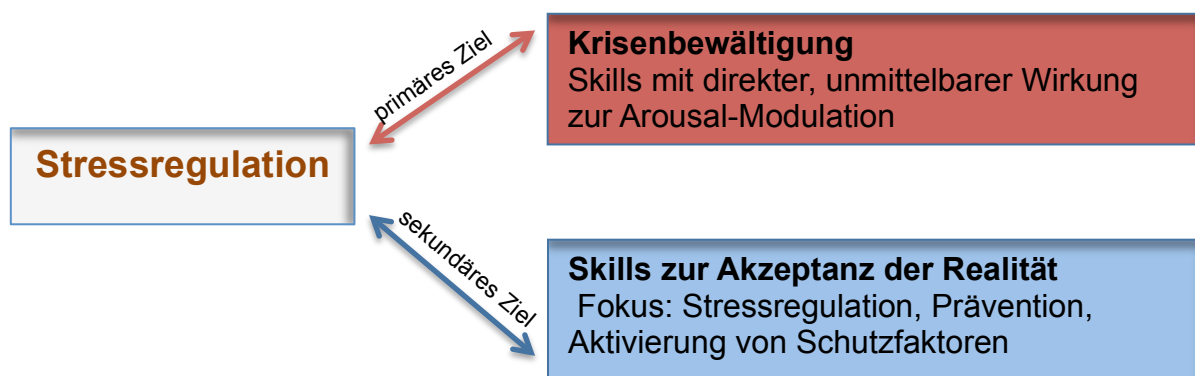 Krisenbewältigung
Skills mit direkter, unmittelbarer Wirkung
zur Arousal-Modulation
primäres Ziel
Stressregulation
sekundäres Ziel
Skills zur Akzeptanz der Realität
Fokus: Stressregulation, Prävention,
Aktivierung von Schutzfaktoren